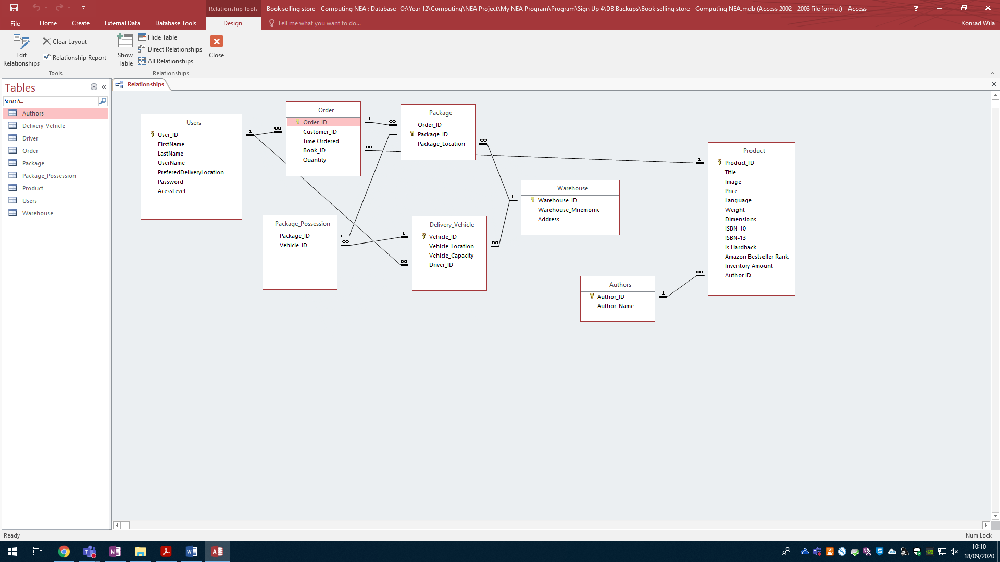 Relationship Tools
Book selling store - Computing NEA : Database- O:\Year 12\Computing\NEA Project\My NEA Program\Program\Sign Up 4\DB Backups\Book selling store - Computing NEA.mdb (Access 2002 - 2003 file format) - Access
?
File Home Create External Data Database Tools Design Tell me what you want to do... Konrad Wila
Edit
Relationships
Clear Layout
Relationship Report
Tools
Show
Table
Hide Table
Direct Relationships
All Relationships
Relationships
Close
Tables
Search...
Authors
Delivery_Vehicle
Driver
Order
Package
Package_Possession
Product
Users
Warehouse
Relationships
Users
User_ID
FirstName
LastName
UserName
PreferedDeliveryLocation
Password
AcessLevel
1
∞
Order
Order_ID
Customer_ID
Time Ordered
Book_ID
Quantity
1
∞
∞
Package
Order_ID
Package_ID
Package_Location
∞
1
Package_Possession
Package_ID
Vehicle_ID
∞
1
∞
Delivery_Vehicle
Vehicle_ID
Vehicle_Location
Vehicle_Capacity
Driver_ID
∞
1
Warehouse
Warehouse_ID
Warehouse_Mnemonic
Address
Authors
Author_ID
Author_Name
1
∞
Product
Product_ID
Title
Image
Price
Language
Weight
Dimensions
ISBN-10
ISBN-13
Is Hardback
Amazon Bestseller Rank
Inventory Amount
Author ID
Ready
Num Lock
10:10
18/09/2020